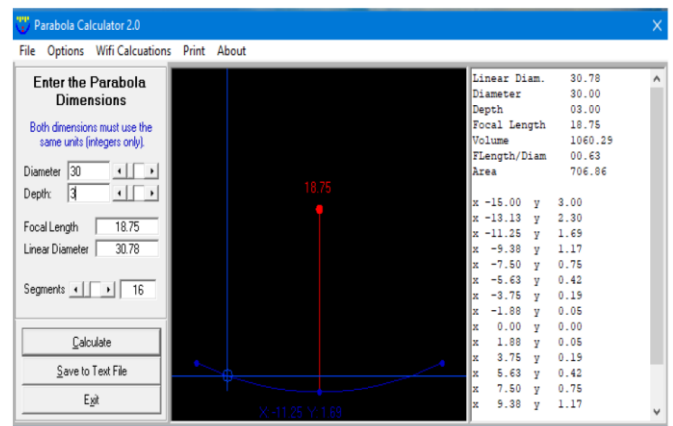 Parabola Calculator 2.0
File Options Wifi Calcuations Print About
Enter the Parabola
Dimensions
Both dimensions must use the
same units (integers only).
Diameter 30
Depth: 3
Focal Length 18.75
Linear Diameter 30.78
Segments 16
Calculate
Save to Text File
Exit
18.75
X: -11.25 Y: 1.69
Linear Diam. 30.78
Diameter 30.00
Depth 03.00
Focal Length 18.75
Volume 1060.29
FLength/Diam 00.63
Area 706.86
x -15.00 y 3.00
x -13.13 y 2.30
x -11.25 y 1.69
x -9.38 y 1.17
x -7.50 y 0.75
x -5.63 y 0.42
x -3.75 y 0.19
x -1.88 y 0.05
x 0.00 y 0.00
x 1.88 y 0.05
x 3.75 y 0.19
x 5.63 y 0.42
x 7.50 y 0.75
x 9.38 y 1.17